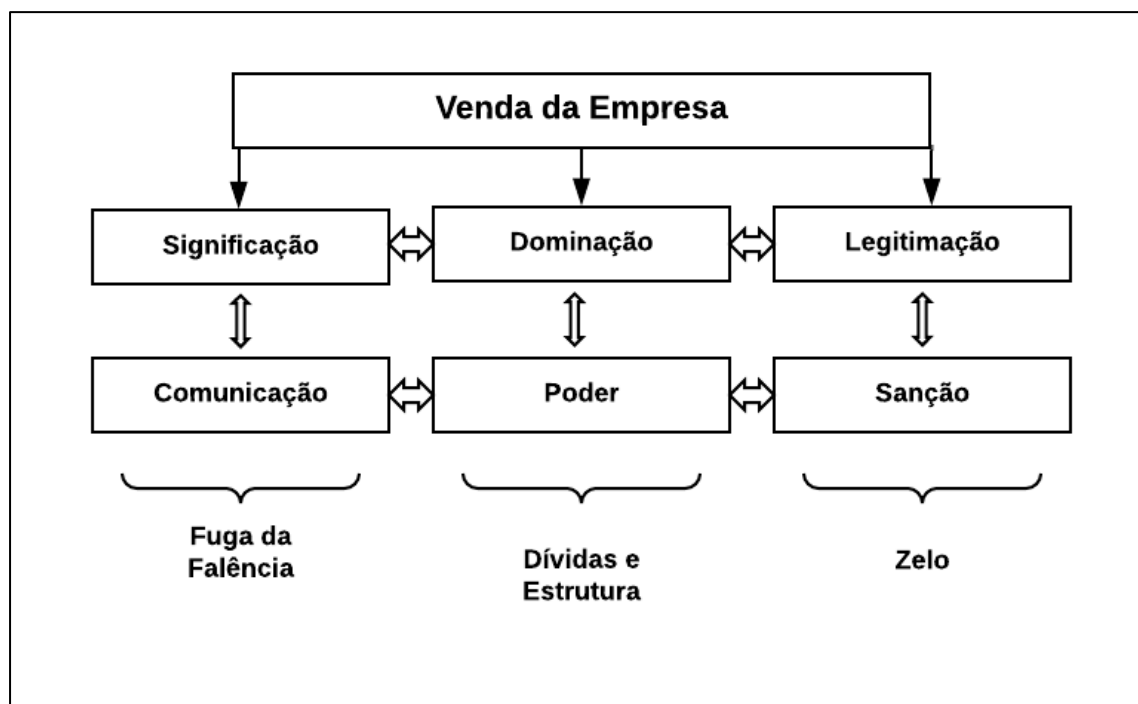 Venda da Empresa
Significação
Dominação
Legitimação
Comunicação
Poder
Sanção
Fuga da
Falência
Dívidas e
Estrutura
Zelo